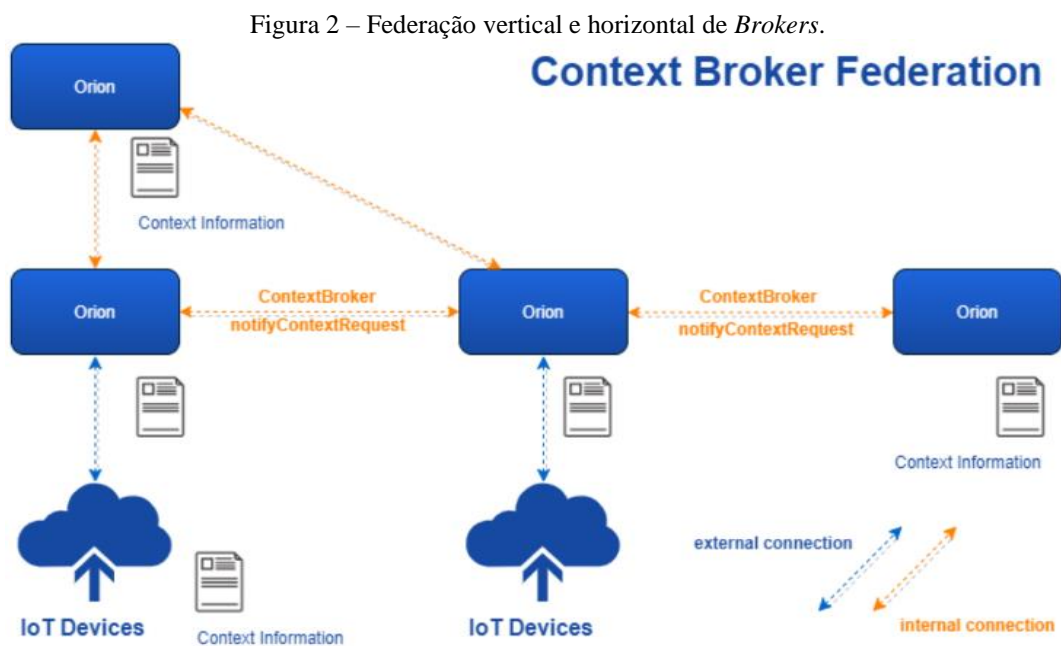 Figura 2 – Federação vertical e horizontal de Brokers.
Context Broker Federation
Orion
Context Information
Orion
ContextBroker
notifyContextRequest
Orion
ContextBroker
notifyContextRequest
Orion
Context Information
external connection
internal connection
IoT Devices
Context Information
IoT Devices